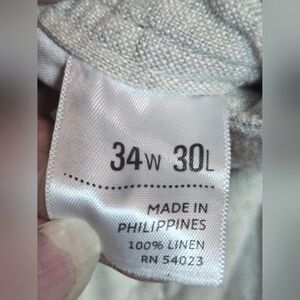 34W 30L
MADE IN
PHILIPPINES
100% LINEN
RN 54023